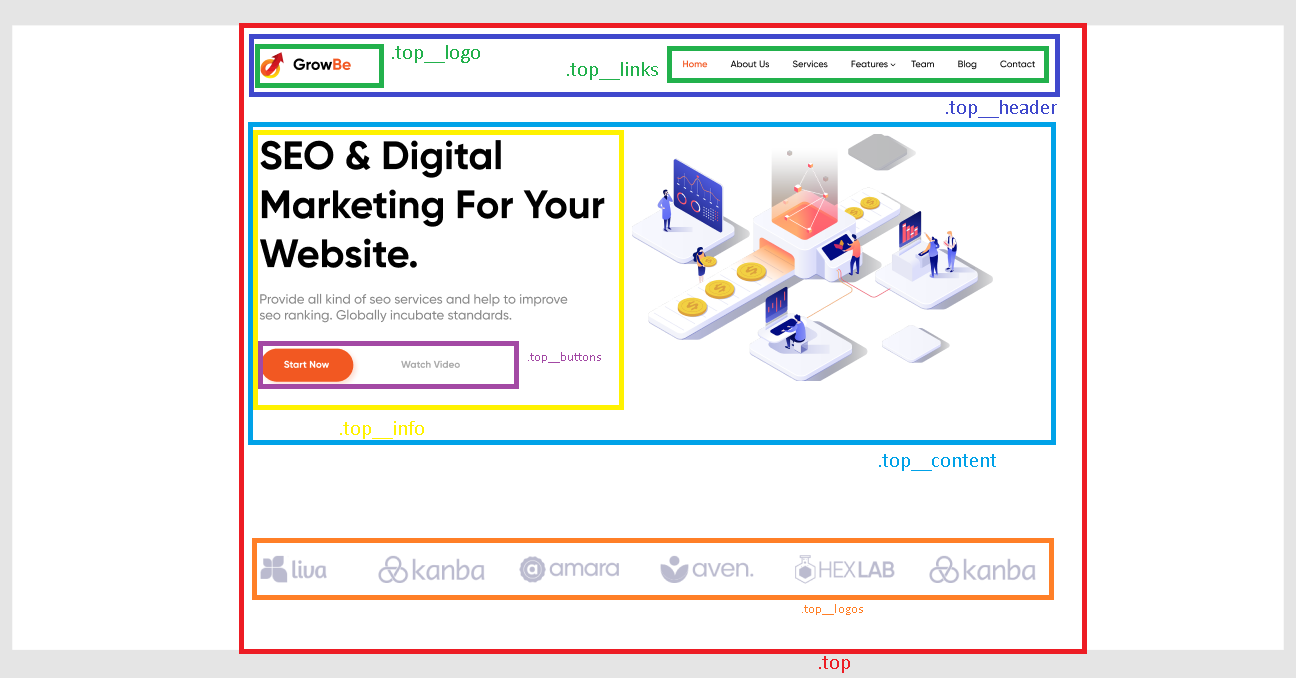 GrowBe
.top__logo
.top__links
Home About Us Services Features Team Blog Contact
.top__header
SEO & Digital
Marketing For Your
Website.
Provide all kind of seo services and help to improve
seo ranking. Globally incubate standards.
Start Now Watch Video
.top__buttons
.top__info
.top__content
liva kanba amara aven. HEXLAB kanba
.top__logos
.top